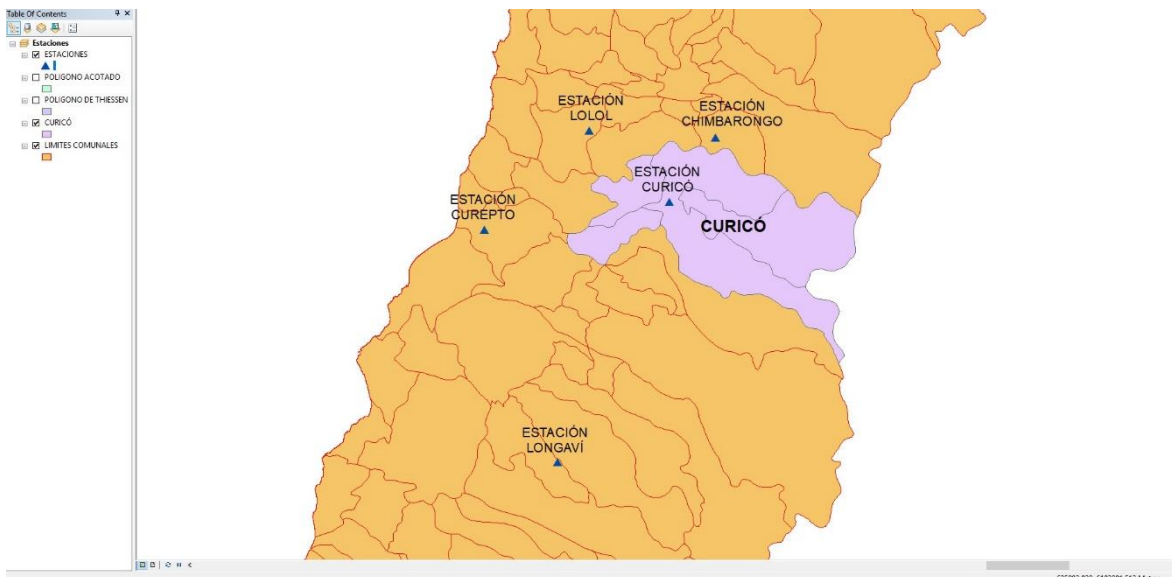 Table Of Contents
Estaciones
ESTACIONES
POLIGONO ACOTADO
POLIGONO DE THIESSEN
CURICÓ
LIMITES COMUNALES
ESTACIÓN
LOLOL
ESTACIÓN
CHIMBARONGO
ESTACIÓN
CURICÓ
ESTACIÓN
CUREPTO
CURICÓ
ESTACIÓN
LONGAVÍ